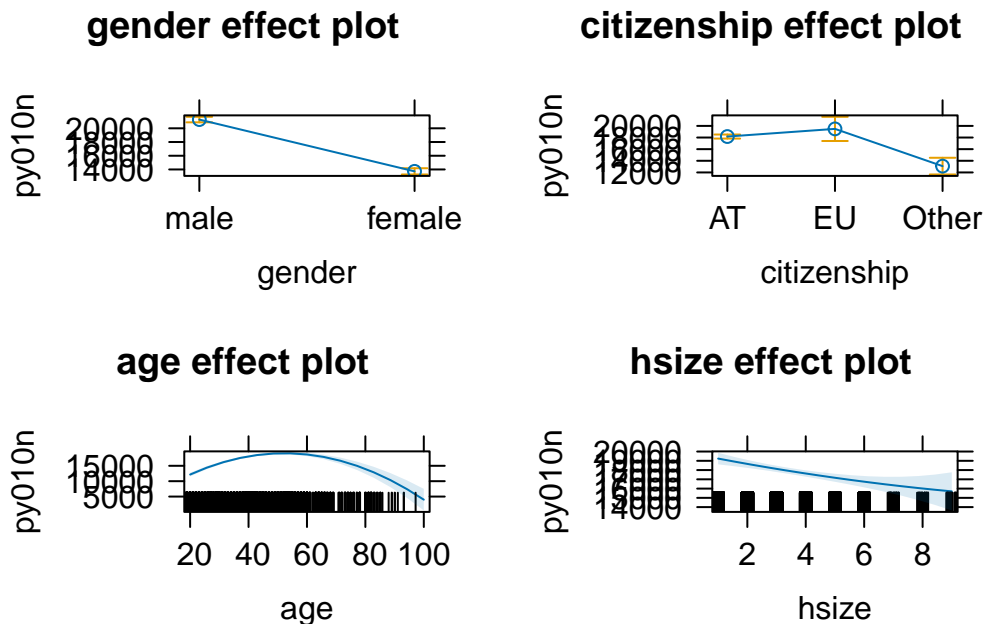 gender effect plot
py010n
20000
18000
16000
14000
male female
gender
citizenship effect plot
py010n
20000
12000
AT EU Other
citizenship
age effect plot
py010n
15000
10000
5000
20 40 60 80 100
age
hsize effect plot
py010n
20000
14000
2 4 6 8
hsize